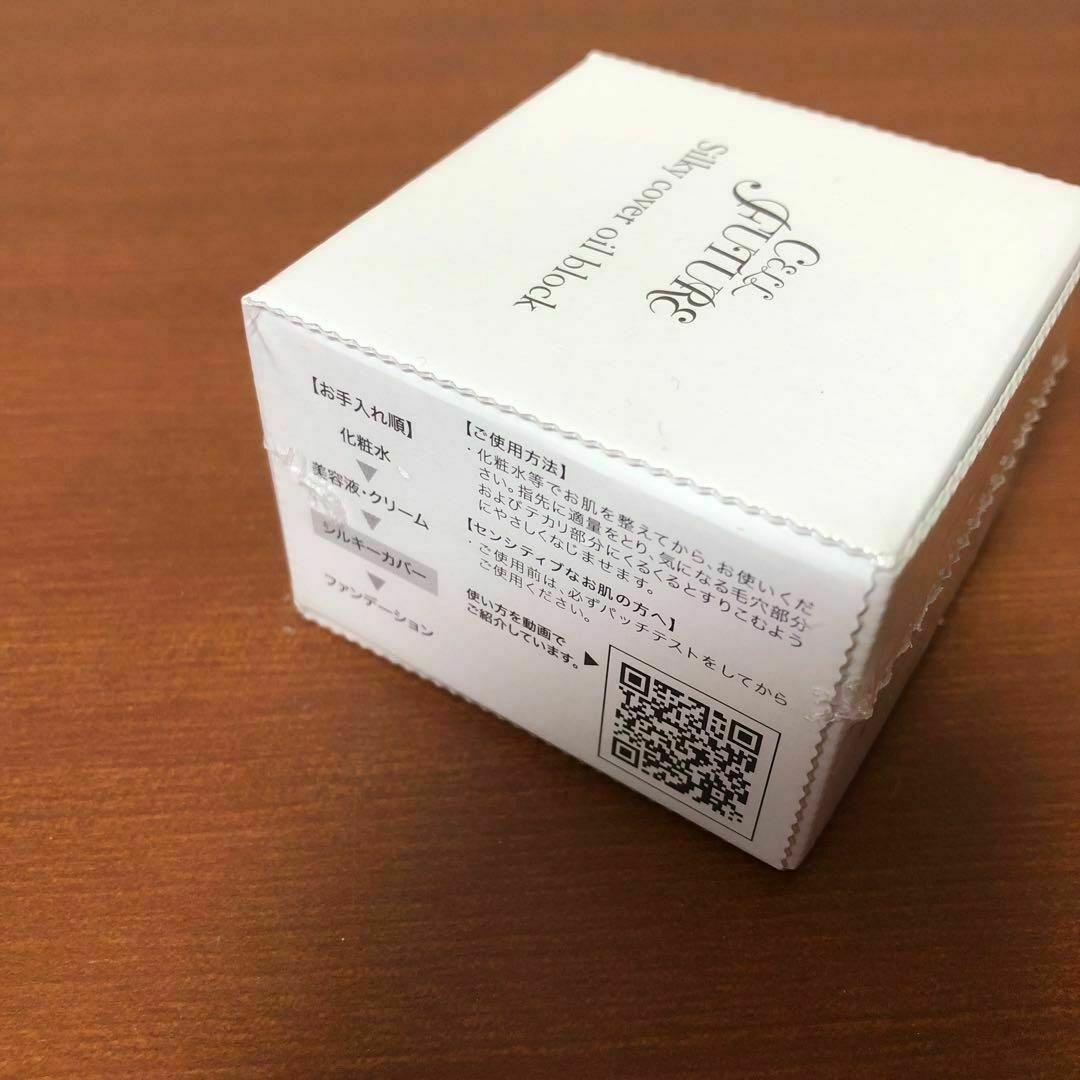 Cell
FUTURE
Silky cover oil block
【お手入れ順】
化粧水
美容液・クリーム
シルキーカバー
ファンデーション
【ご使用方法】
・化粧水等でお肌を整えてから、お使いくだ
さい。指先に適量をとり、気になる毛穴部分
およびテカリ部分にくるくるとすりこむよう
にやさしくなじませます。
【センシティブなお肌の方へ】
・ご使用前は、必ずパッチテストをしてから
ご使用ください。
使い方を動画で
ご紹介しています。